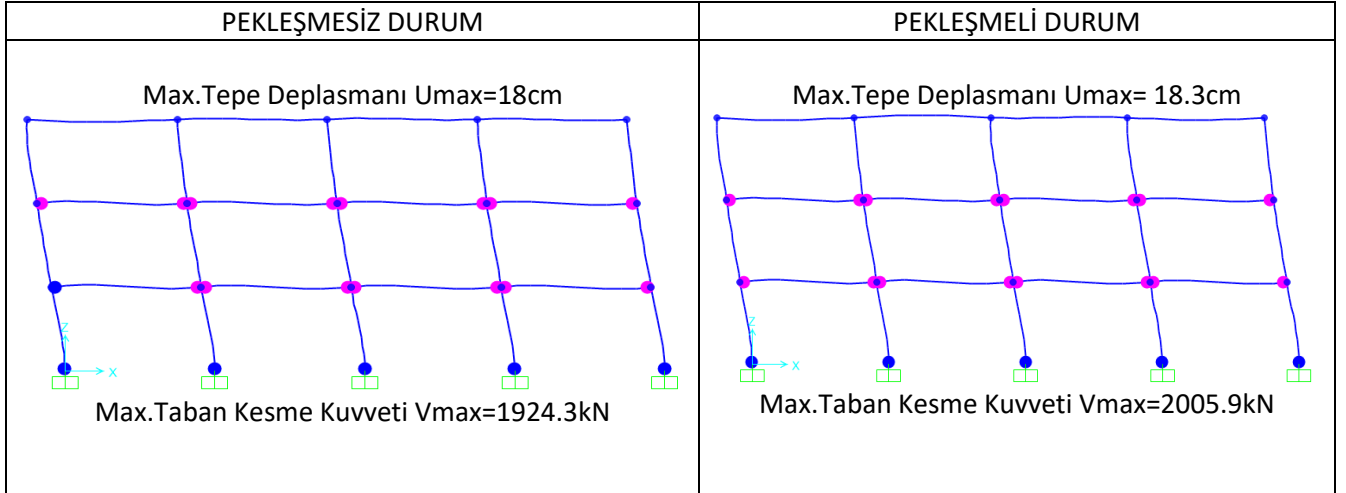 PEKLEŞMESİZ DURUM
PEKLEŞMELİ DURUM
Max.Tepe Deplasmanı Umax=18cm
Z
X
Max.Taban Kesme Kuvveti Vmax=1924.3kN
Max.Tepe Deplasmanı Umax= 18.3cm
Z
X
Max.Taban Kesme Kuvveti Vmax=2005.9kN